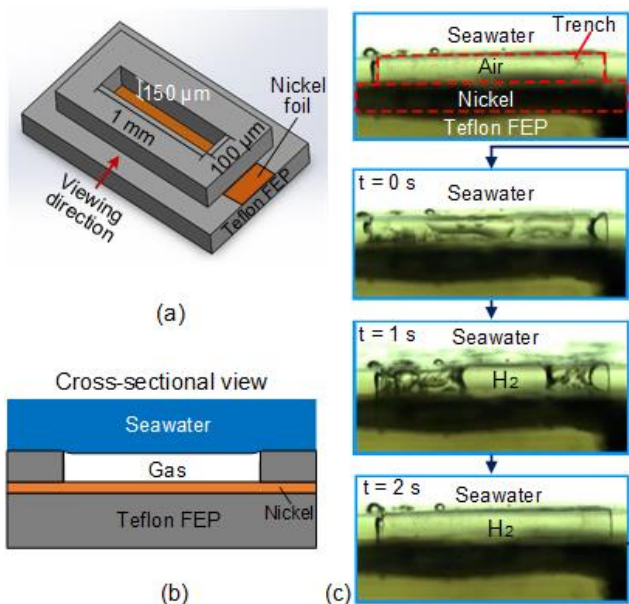 150 μm
Nickel
foil
1 mm
100 μm
Viewing
direction
Teflon FEP
(a)
Cross-sectional view
Seawater
Gas
Nickel
Teflon FEP
(b)
Seawater
Trench
Air
Nickel
Teflon FEP
t = 0 s
Seawater
t = 1 s
Seawater
H₂
t = 2 s
Seawater
H₂
(c)